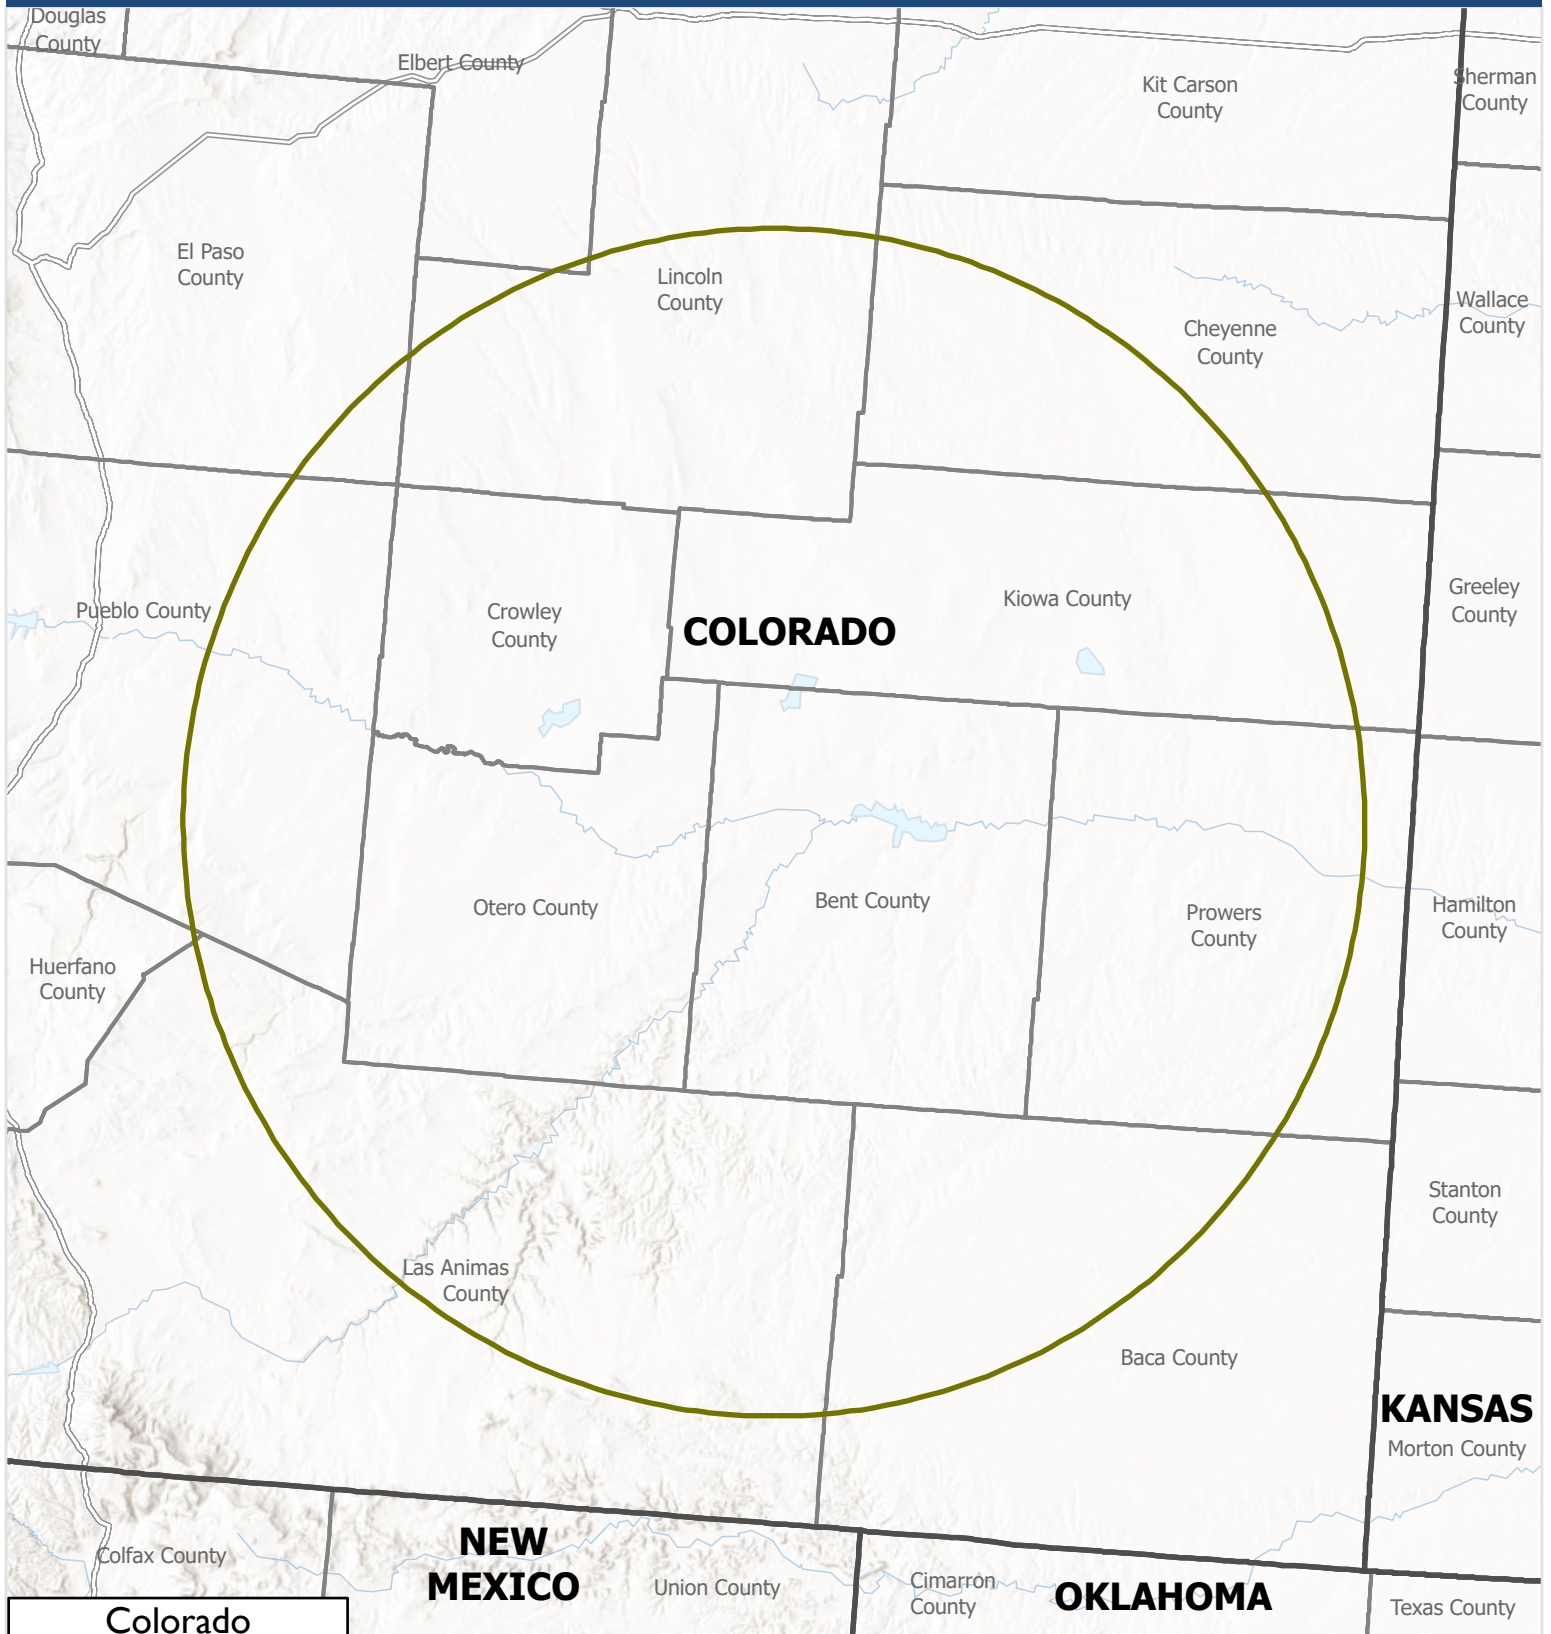 Douglas
County
Elbert County
Kit Carson
County
Sherman
County
El Paso
County
Lincoln
County
Cheyenne
County
Wallace
County
Pueblo County
Crowley
County
COLORADO
Kiowa County
Greeley
County
Otero County
Bent County
Prowers
County
Hamilton
County
Huerfano
County
Stanton
County
Las Animas
County
Baca County
KANSAS
Morton County
NEW
MEXICO
Colfax County
Union County
Cimarron
County
OKLAHOMA
Texas County
Colorado